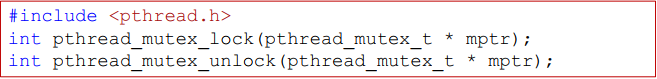 #include <pthread.h>
int pthread_mutex_lock(pthread_mutex_t * mptr);
int pthread_mutex_unlock(pthread_mutex_t * mptr);